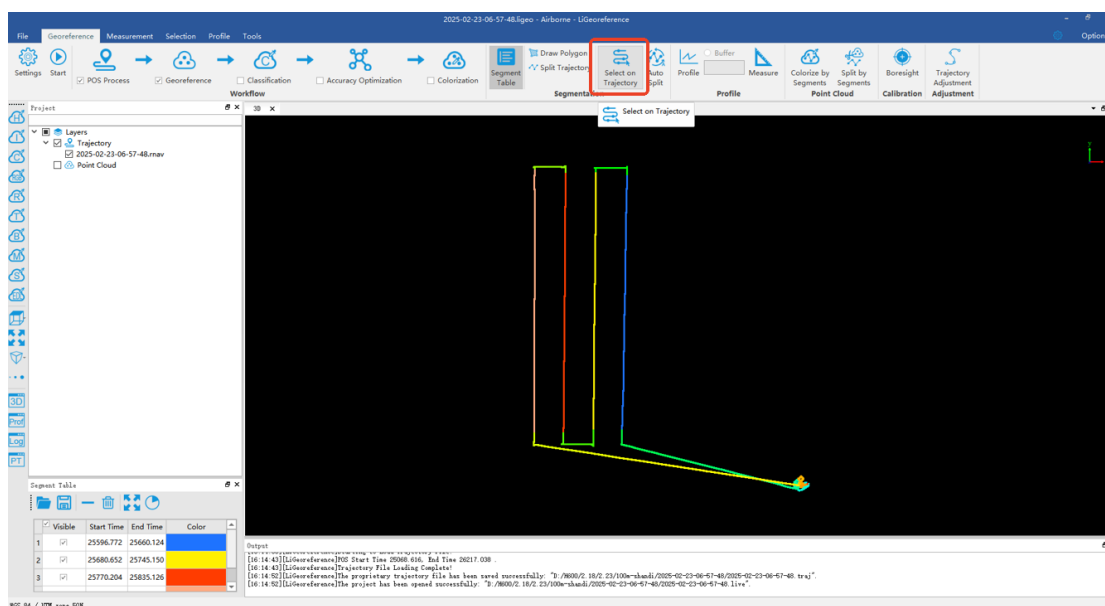 2025-02-23-06-57-48.ligeo - Airborne - LiGeoreference
File Georeference Measurement Selection Profile Tools Option
Settings Start POS Process Georeference Classification Accuracy Optimization Colorization
Workflow
Segment Table Draw Polygon Split Trajectory Select on Trajectory Auto Split
Segmentation
Profile Buffer Measure
Profile
Colorize by Segments Split by Segments
Point Cloud
Boresight
Calibration
Trajectory Adjustment
Adjustment
Select on Trajectory
Project
3D
Layers
Trajectory
2025-02-23-06-57-48.rnav
Point Cloud
3D
Prof
Log
PT
Segment Table
Visible Start Time End Time Color
1 25596.772 25660.124
2 25680.652 25745.150
3 25770.204 25835.126
Output
[16:14:43][LiGeoreference]POS Start Time 25068.616, End Time 26217.038 .
[16:14:43][LiGeoreference]Trajectory File Loading Complete!
[16:14:52][LiGeoreference]The proprietary trajectory file has been saved successfully: "D:/N600/2.18/2.23/100m-zhandi/2025-02-23-06-57-48/2025-02-23-06-57-48.traj".
[16:14:52][LiGeoreference]The project has been opened successfully: "D:/N600/2.18/2.23/100m-zhandi/2025-02-23-06-57-48/2025-02-23-06-57-48.live".